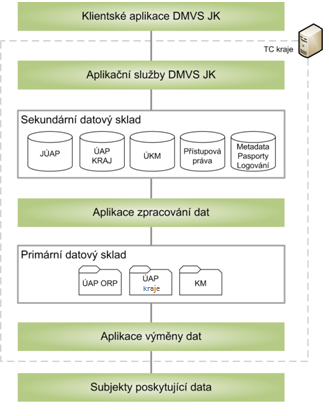 Klientské aplikace DMVS JK
TC kraje
Aplikační služby DMVS JK
Sekundární datový sklad
JÚAP
ÚAP
KRAJ
ÚKM
Přístupová
práva
Metadata
Pasporty
Logování
Aplikace zpracování dat
Primární datový sklad
ÚAP ORP
ÚAP
kraje
KM
Aplikace výměny dat
Subjekty poskytující data